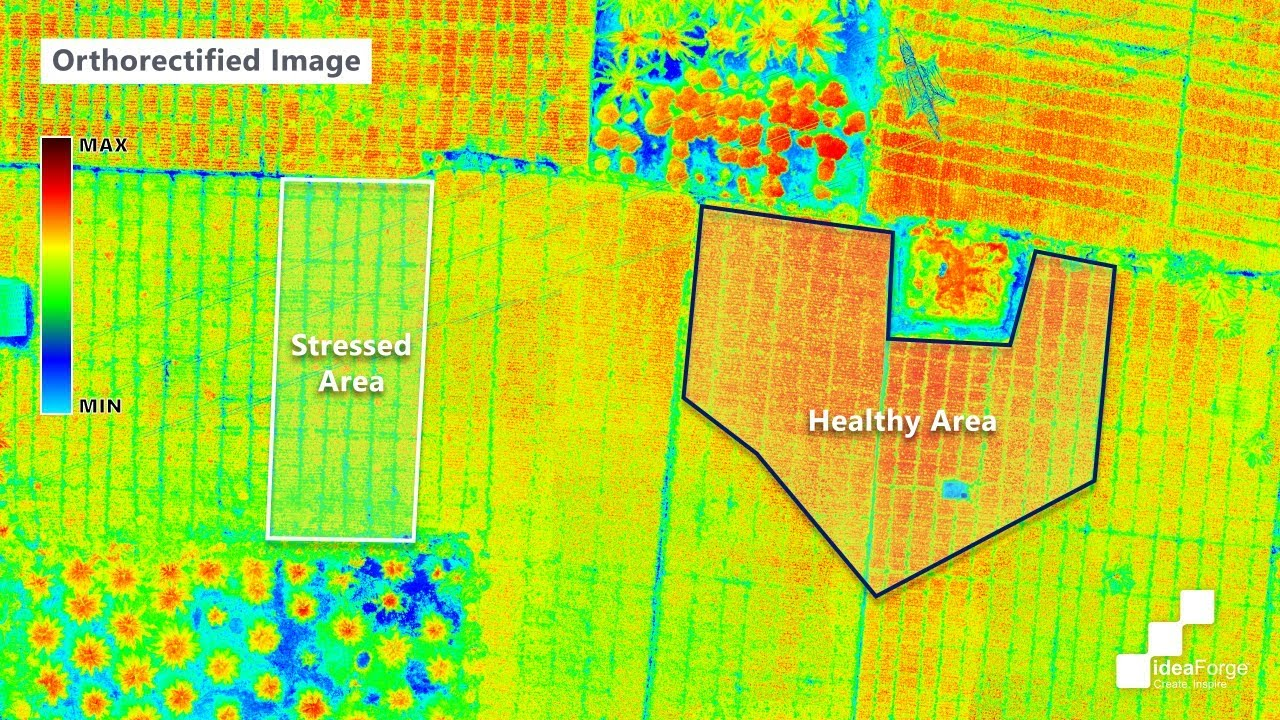 Orthorectified Image
MAX
MIN
Stressed
Area
Healthy Area
ideaForge
Create. Inspire